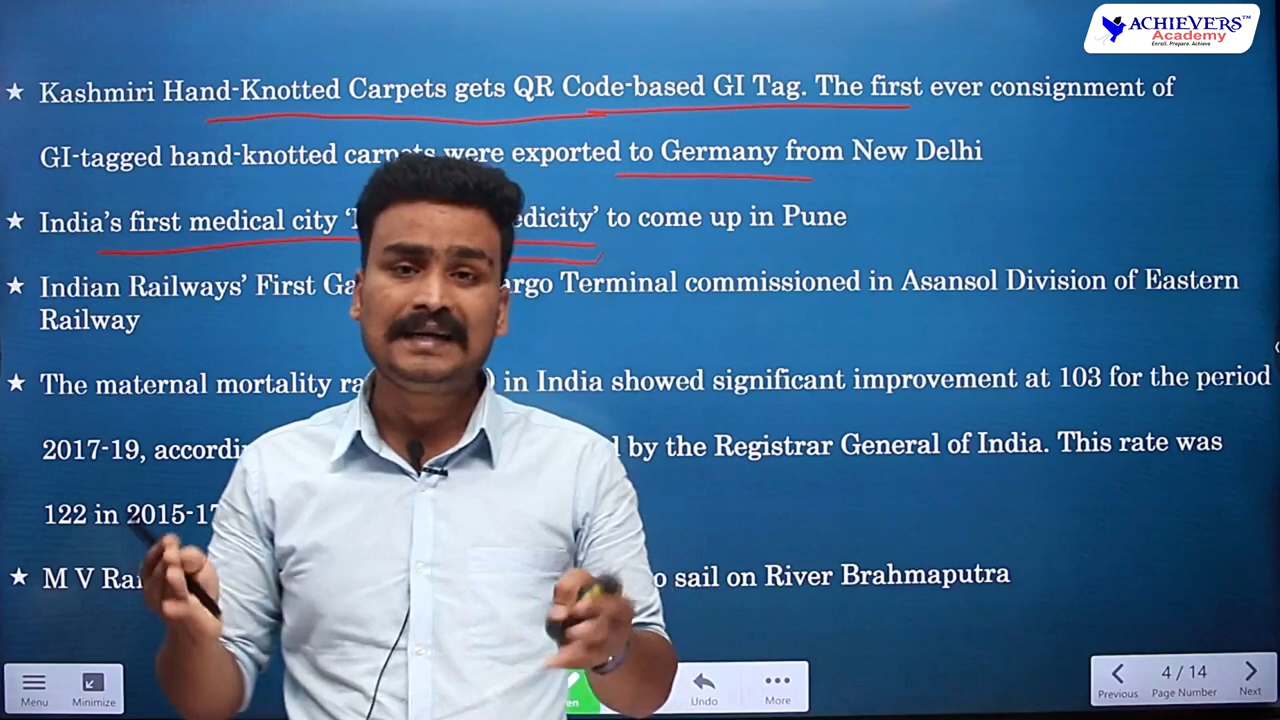 ACHIEVERS™
Academy
Enroll. Prepare. Achieve
★ Kashmiri Hand-Knotted Carpets gets QR Code-based GI Tag. The first ever consignment of
GI-tagged hand-knotted carpets were exported to Germany from New Delhi
★ India's first medical city ' edicity' to come up in Pune
★ Indian Railways' First Ga argo Terminal commissioned in Asansol Division of Eastern
Railway
★ The maternal mortality ra ) in India showed significant improvement at 103 for the period
2017-19, accordin by the Registrar General of India. This rate was
122 in 2015-17
★ M V Ra o sail on River Brahmaputra
Menu Minimize en Undo More Previous 4 / 14 Page Number Next